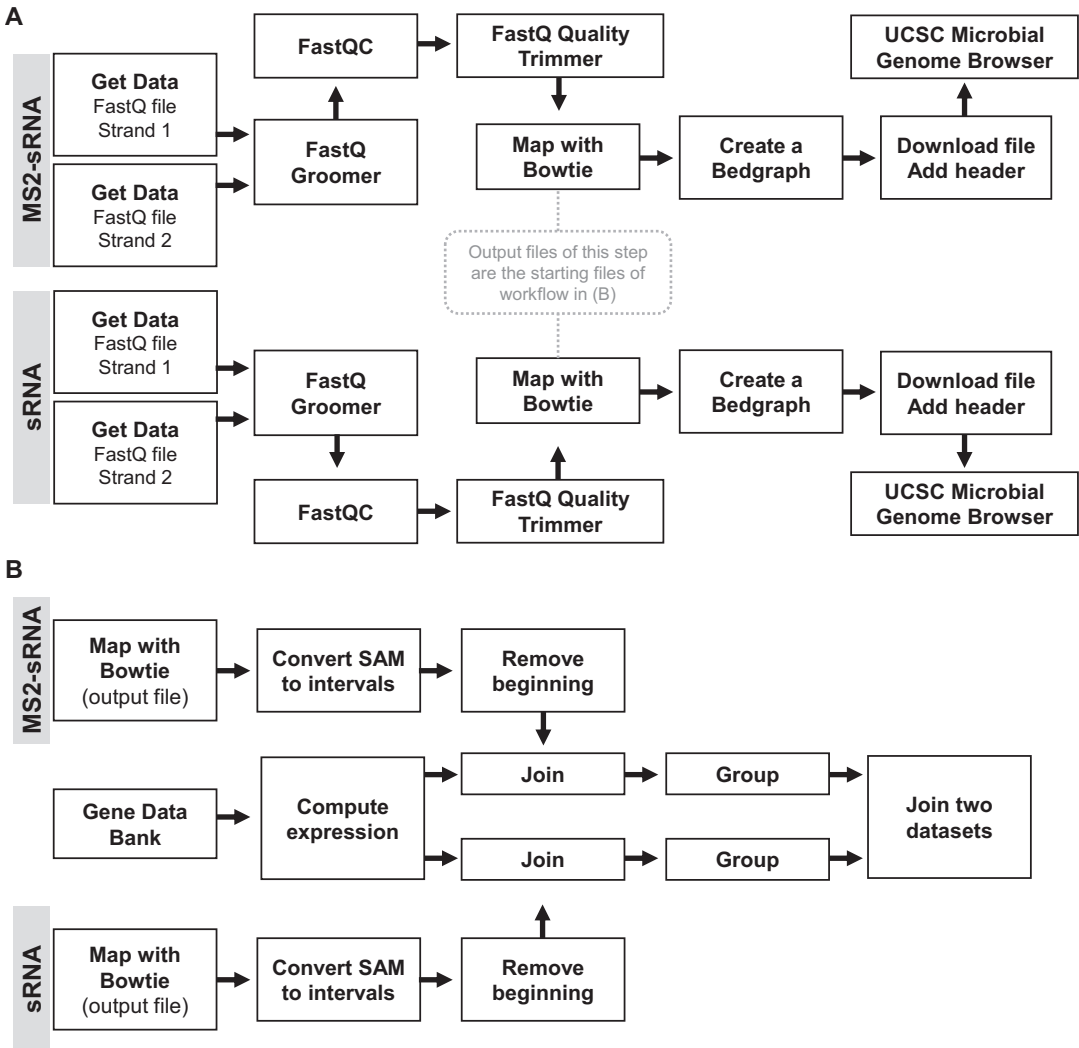 A
MS2-sRNA
Get Data
FastQ file
Strand 1
Get Data
FastQ file
Strand 2
FastQC
FastQ
Groomer
FastQ Quality
Trimmer
Map with
Bowtie
Create a
Bedgraph
Download file
Add header
UCSC Microbial
Genome Browser
Output files of this step
are the starting files of
workflow in (B)
sRNA
Get Data
FastQ file
Strand 1
Get Data
FastQ file
Strand 2
FastQ
Groomer
FastQC
FastQ Quality
Trimmer
Map with
Bowtie
Create a
Bedgraph
Download file
Add header
UCSC Microbial
Genome Browser
B
MS2-sRNA
Map with
Bowtie
(output file)
Convert SAM
to intervals
Remove
beginning
Gene Data
Bank
Compute
expression
Join
Group
Join
Group
Join two
datasets
sRNA
Map with
Bowtie
(output file)
Convert SAM
to intervals
Remove
beginning